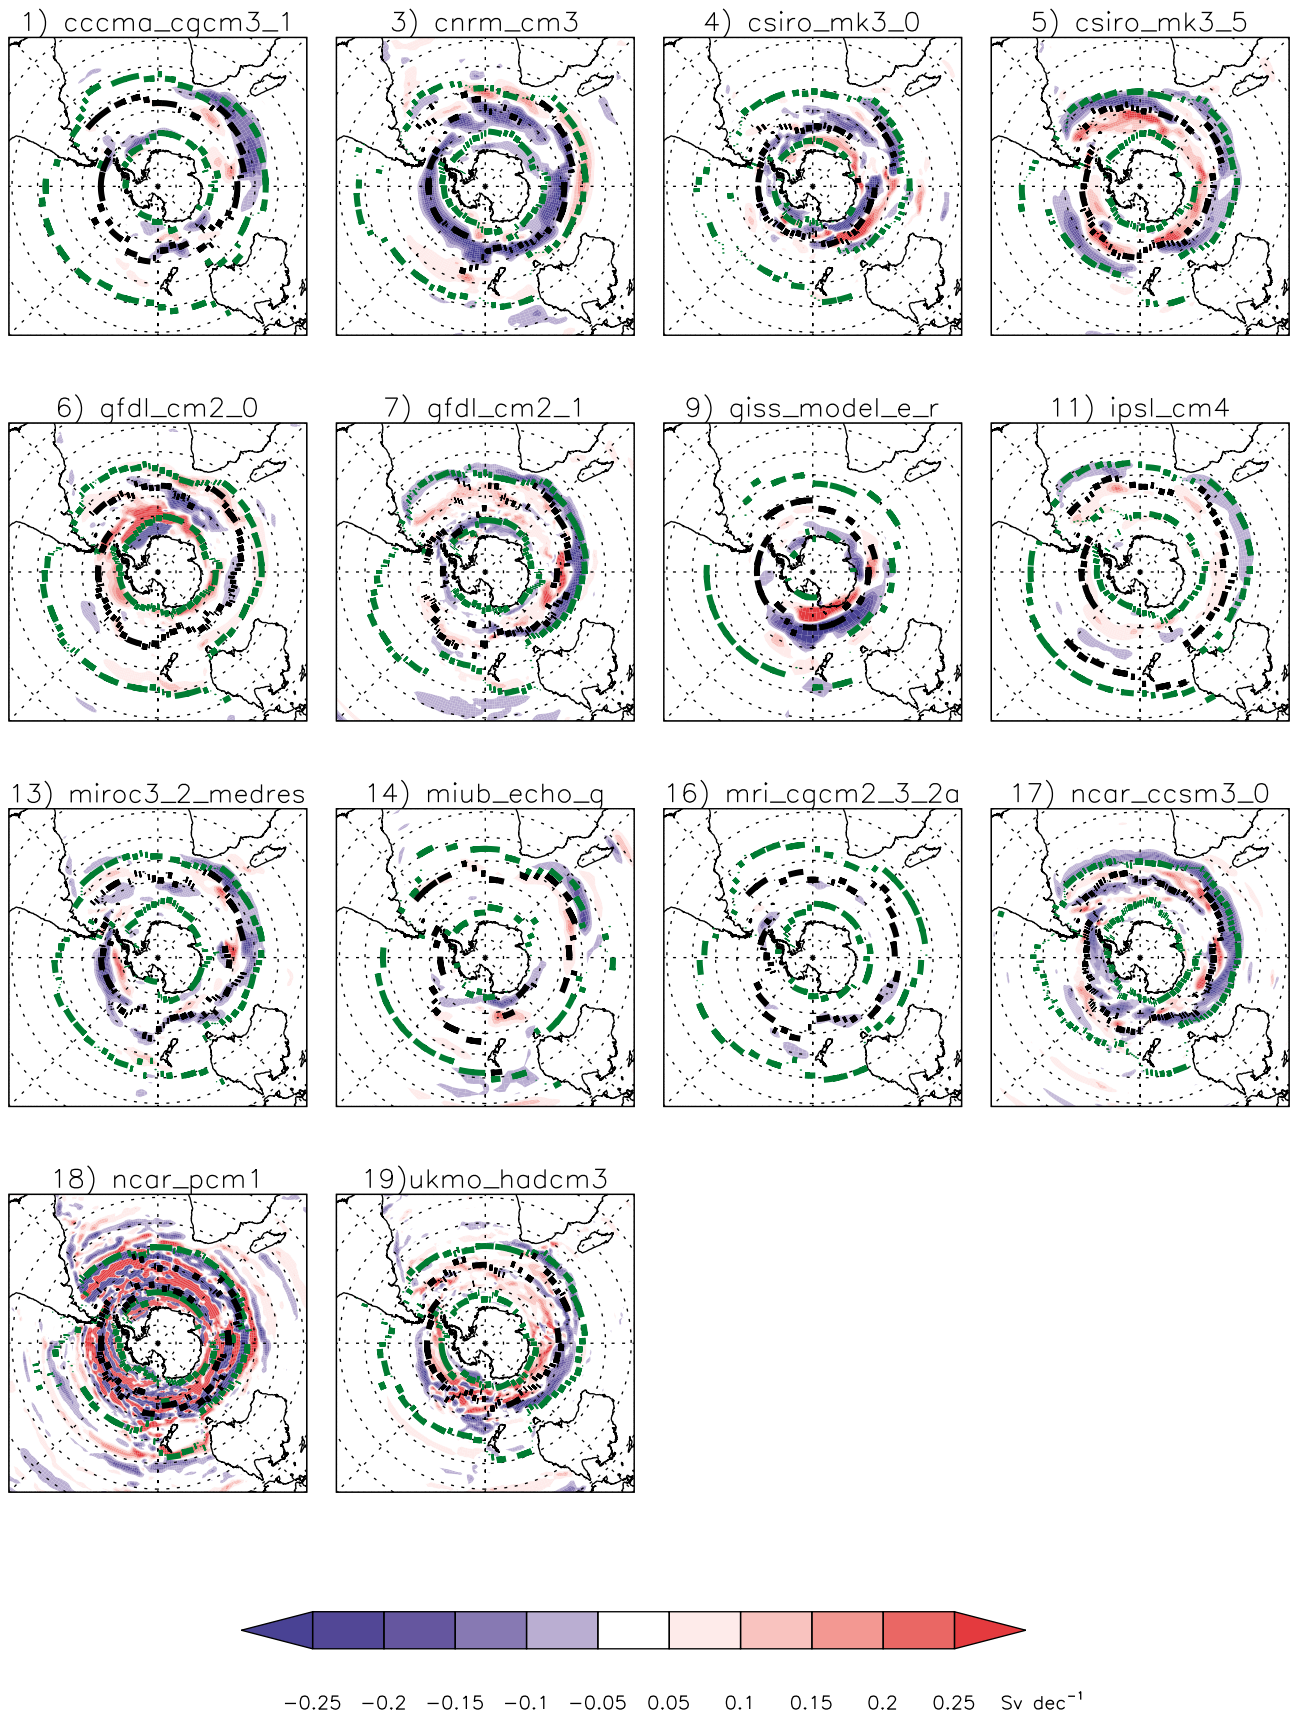 1) cccma_cgcm3_1
3) cnrm_cm3
4) csiro_mk3_0
5) csiro_mk3_5
6) gfdl_cm2_0
7) gfdl_cm2_1
9) giss_model_e_r
11) ipsl_cm4
13) miroc3_2_medres
14) miub_echo_g
16) mri_cgcm2_3_2a
17) ncar_ccsm3_0
18) ncar_pcm1
19)ukmo_hadcm3
-0.25 -0.2 -0.15 -0.1 -0.05 0.05 0.1 0.15 0.2 0.25 Sv dec⁻¹